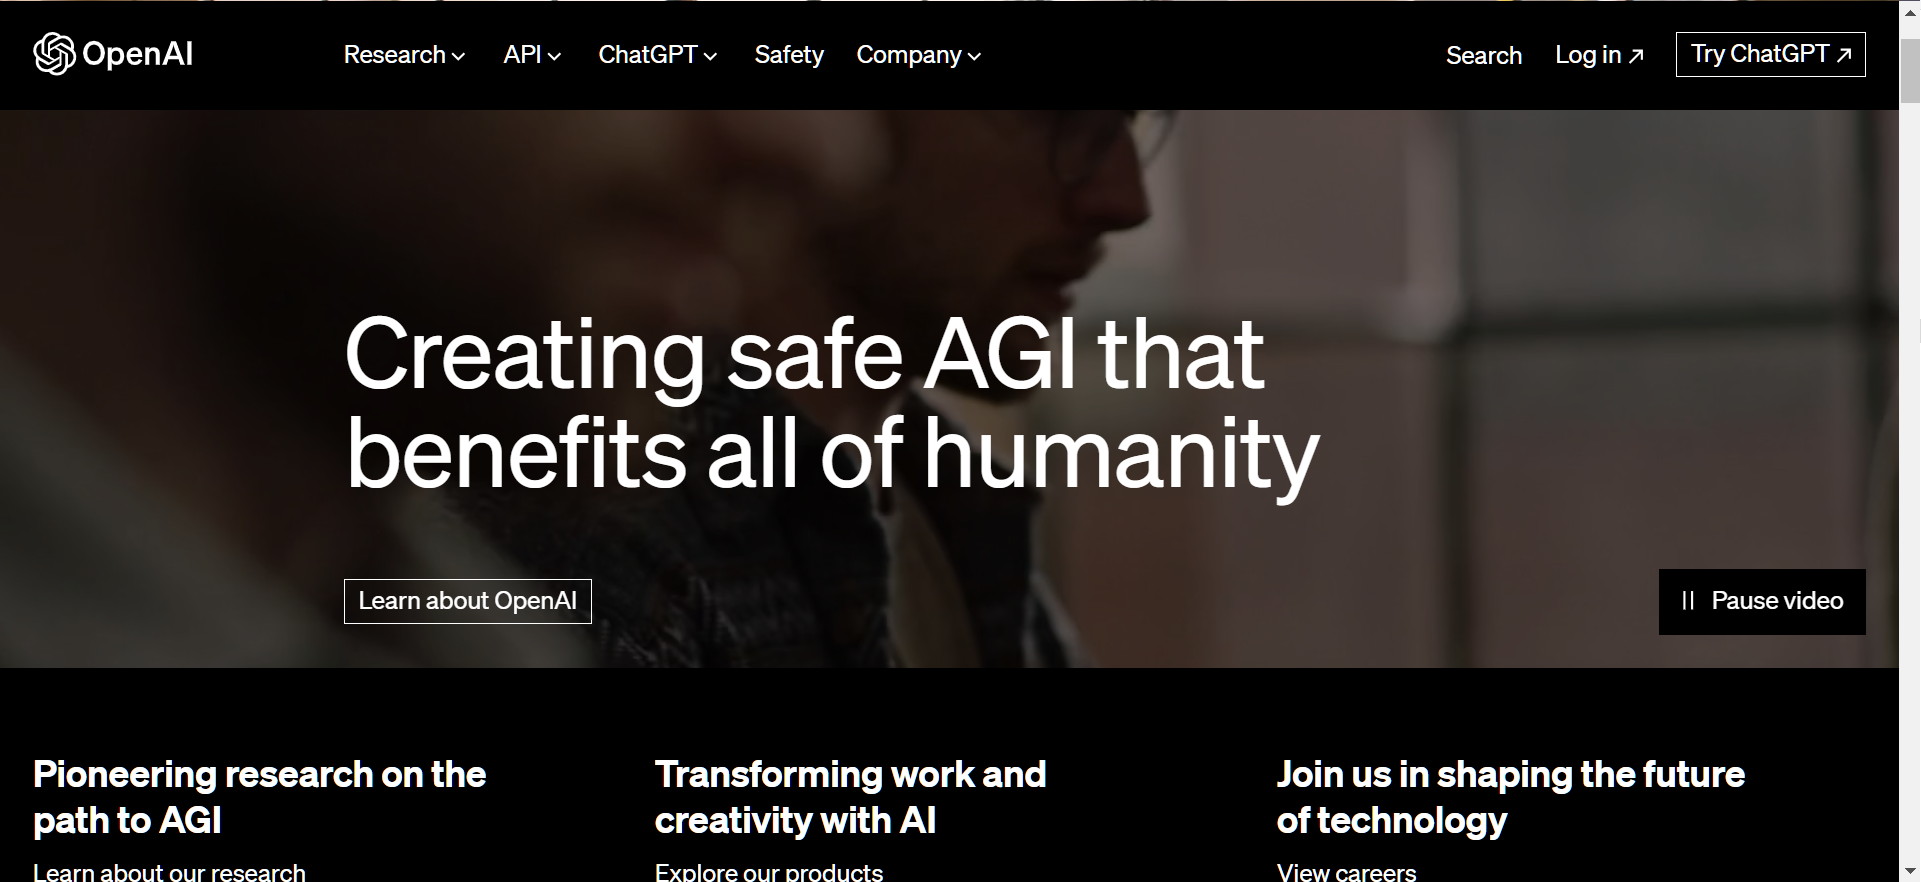 OpenAI
Research
API
ChatGPT
Safety
Company
Search
Log in
Try ChatGPT
Creating safe AGI that
benefits all of humanity
Learn about OpenAI
Pause video
Pioneering research on the
path to AGI
Learn about our research
Transforming work and
creativity with AI
Explore our products
Join us in shaping the future
of technology
View careers